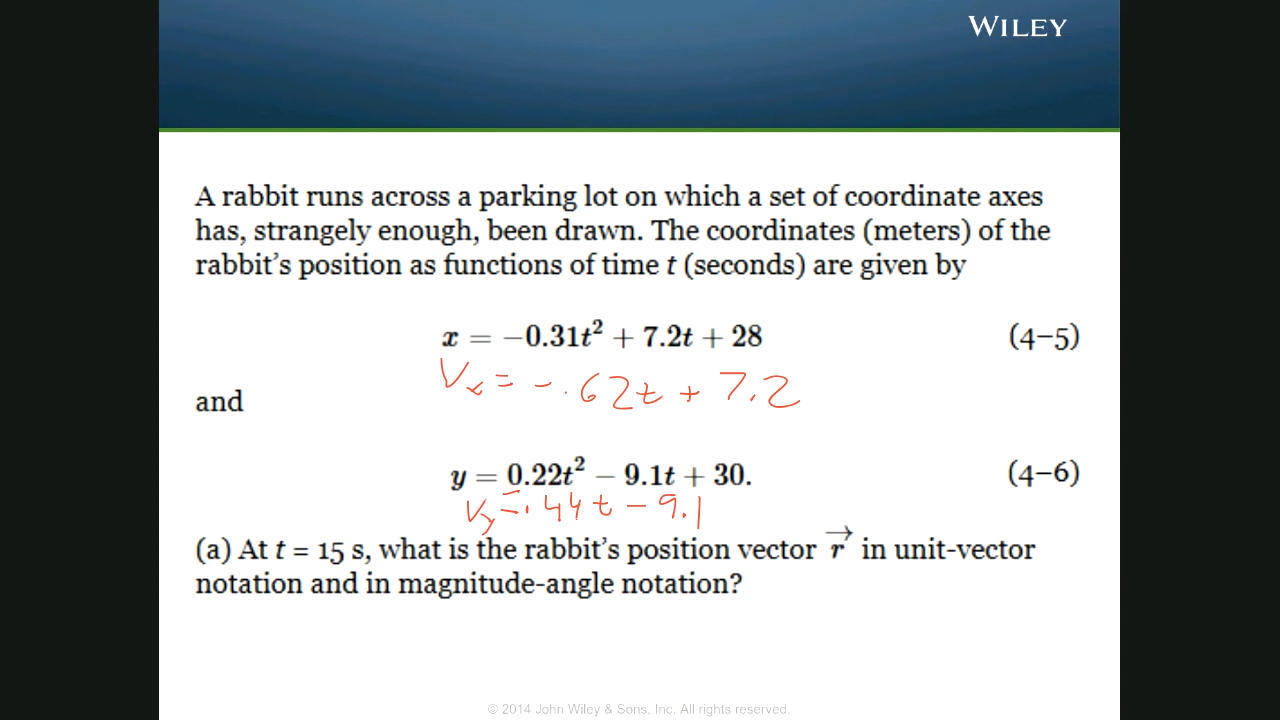 WILEY
A rabbit runs across a parking lot on which a set of coordinate axes
has, strangely enough, been drawn. The coordinates (meters) of the
rabbit's position as functions of time t (seconds) are given by
x = −0.31t² + 7.2t + 28 (4–5)
Vx = −.62t + 7.2
and
y = 0.22t² − 9.1t + 30. (4–6)
Vy = .44t − 9.1
(a) At t = 15 s, what is the rabbit's position vector r⃗ in unit-vector
notation and in magnitude-angle notation?
© 2014 John Wiley & Sons, Inc. All rights reserved.